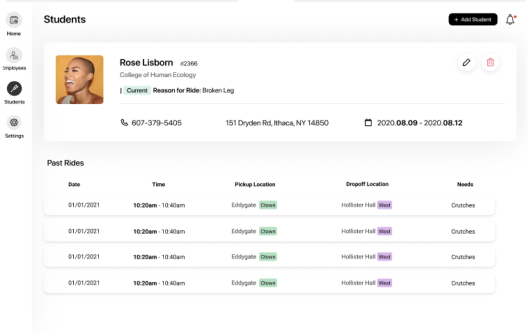 Students
+ Add Student
Home
Employees
Students
Settings
Rose Lisborn #2366
College of Human Ecology
| Current Reason for Ride: Broken Leg
607-379-5405 151 Dryden Rd, Ithaca, NY 14850 2020.08.09 - 2020.08.12
Past Rides
Date Time Pickup Location Dropoff Location Needs
01/01/2021 10:20am - 10:40am Eddygate Ctown Hollister Hall West Crutches
01/01/2021 10:20am - 10:40am Eddygate Ctown Hollister Hall West Crutches
01/01/2021 10:20am - 10:40am Eddygate Ctown Hollister Hall West Crutches
01/01/2021 10:20am - 10:40am Eddygate Ctown Hollister Hall West Crutches